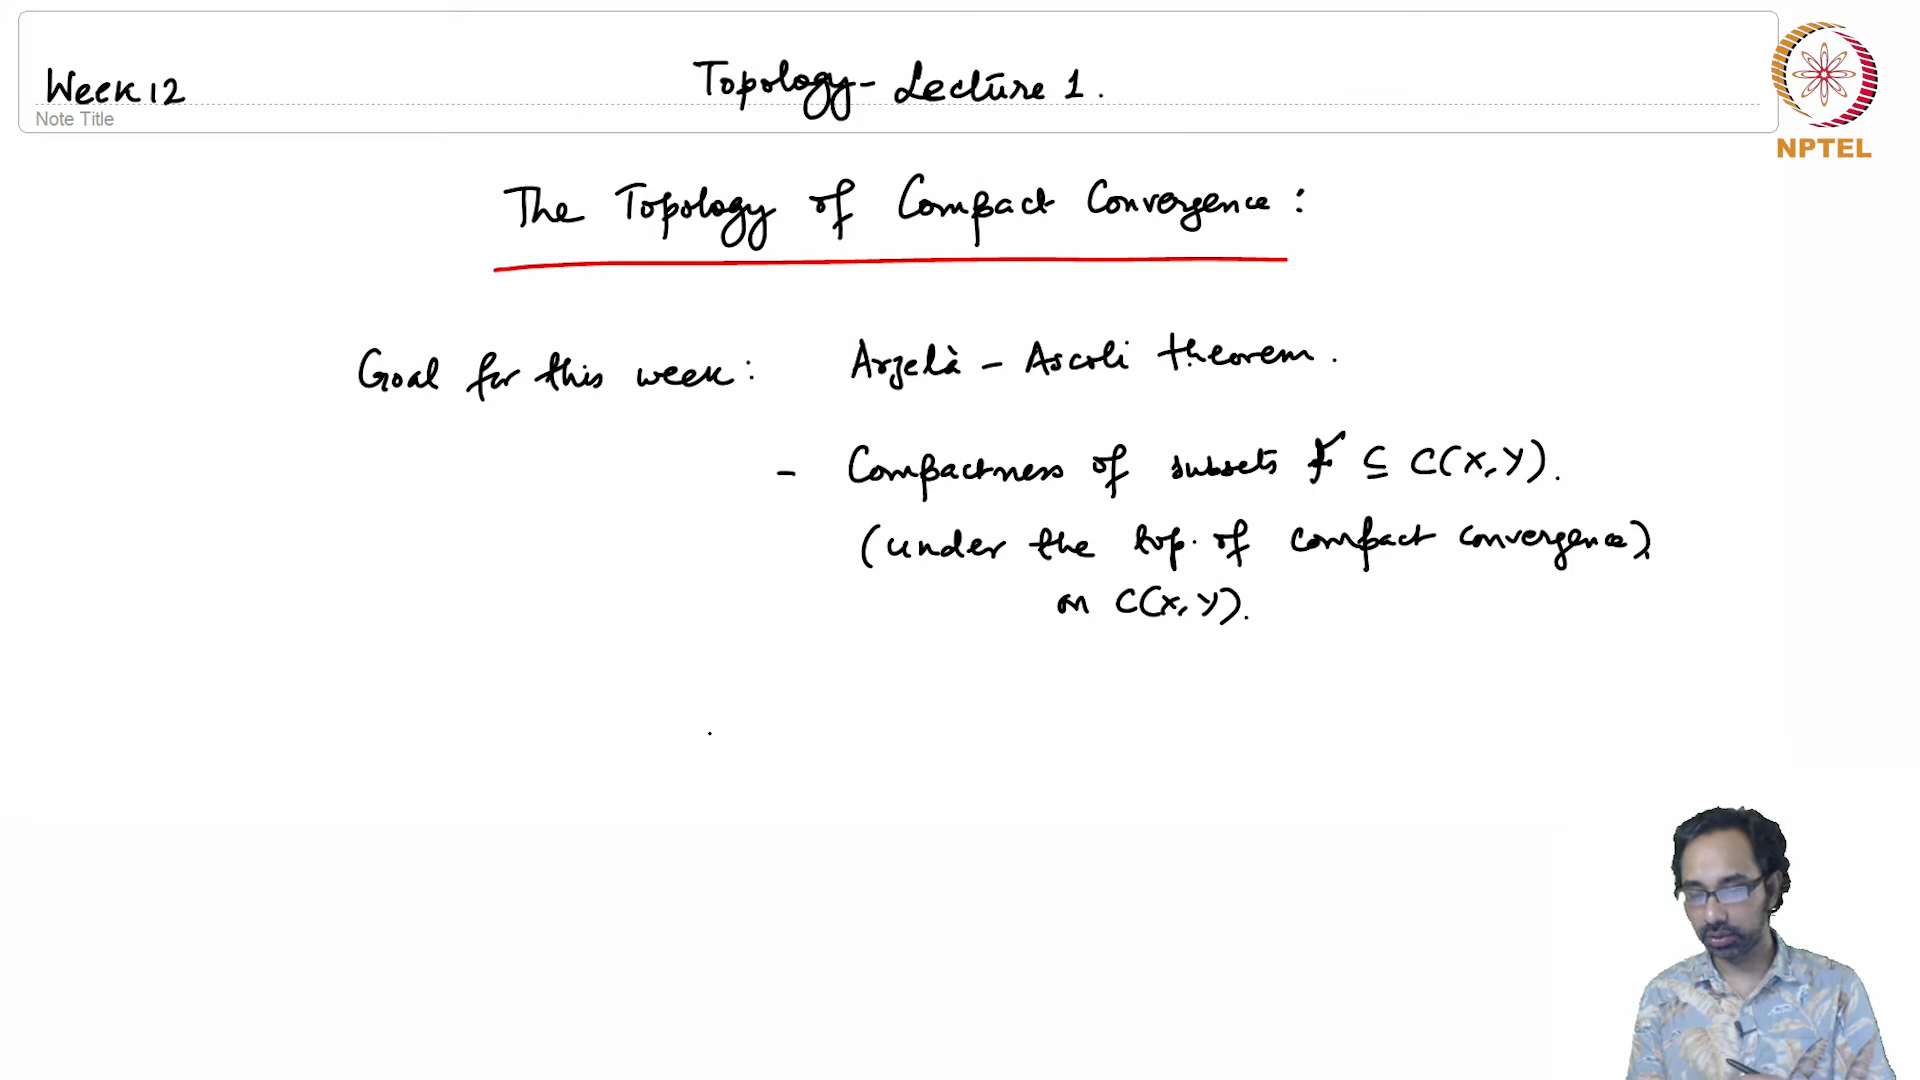 Week 12
Topology - Lecture 1.
Note Title
NPTEL
The Topology of Compact Convergence :
Goal for this week : Arzelà - Ascoli theorem.
- Compactness of subsets F ⊆ C(X, Y).
(under the top. of compact convergence)
on C(X, Y).